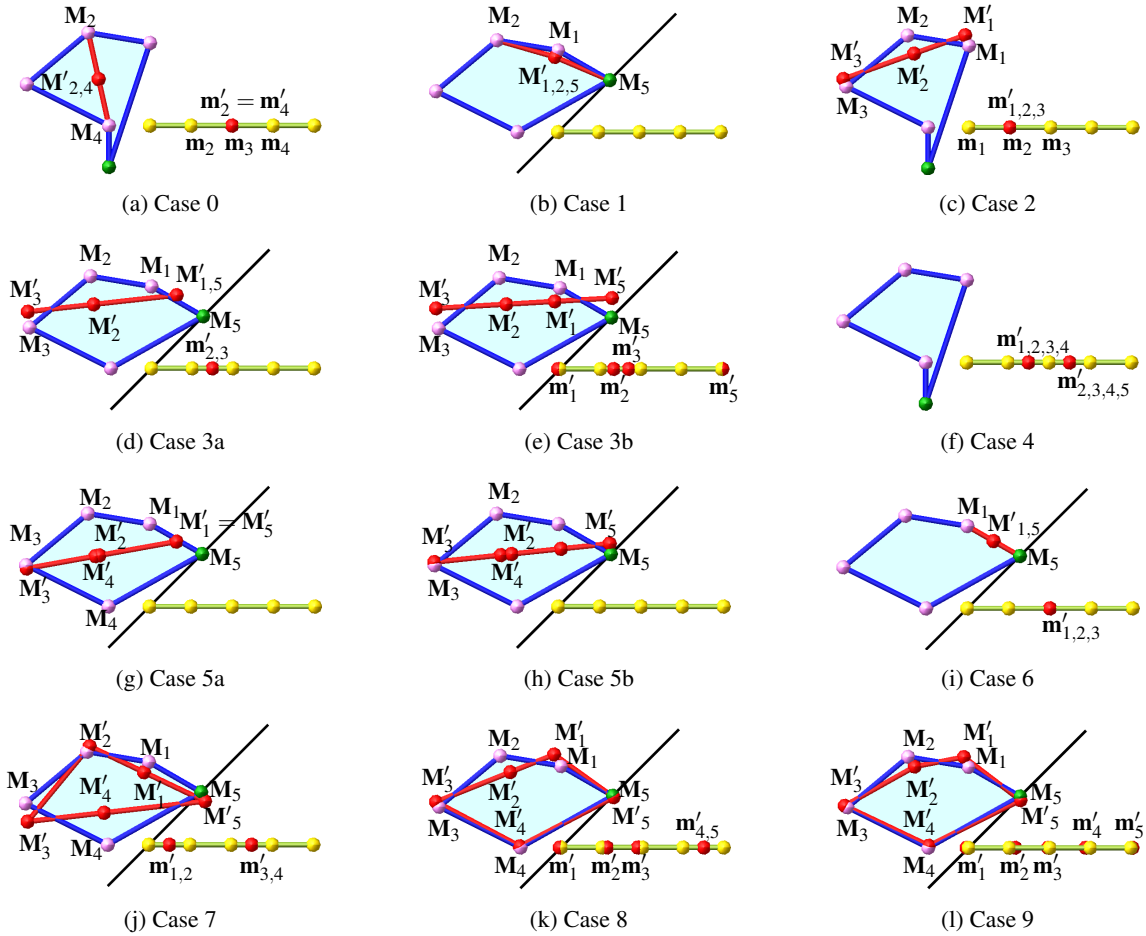 M₂
M′₂,₄
m′₂ = m′₄
M₄
m₂ m₃ m₄
(a) Case 0
M₂
M₁
M′₁,₂,₅
M₅
(b) Case 1
M₂
M′₁
M′₃
M₁
M′₂
M₃
m′₁,₂,₃
m₁ m₂ m₃
(c) Case 2
M₂
M₁
M′₁,₅
M′₃
M′₂
M₅
M₃
m′₂,₃
(d) Case 3a
M₂
M₁
M′₃
M′₅
M′₂
M′₁
M₅
M₃
m′₃
m′₁ m′₂ m′₅
(e) Case 3b
m′₁,₂,₃,₄
m′₂,₃,₄,₅
(f) Case 4
M₂
M₁
M′₁ = M′₅
M₃
M′₂
M₅
M′₃
M′₄
M₄
(g) Case 5a
M₂
M₁
M′₅
M′₃
M′₂
M₅
M₃
M′₄
(h) Case 5b
M₁
M′₁,₅
M₅
m′₁,₂,₃
(i) Case 6
M′₂
M₁
M₃
M′₄
M′₁
M₅
M′₅
M′₃
M₄
m′₁,₂ m′₃,₄
(j) Case 7
M₂
M′₁
M₁
M′₃
M′₂
M₅
M₃
M′₄
M′₅
M₄
m′₄,₅
m′₁ m′₂ m′₃
(k) Case 8
M₂
M′₁
M₁
M′₃
M′₂
M₅
M₃
M′₄
M′₅
M₄
m′₄ m′₅
m′₁ m′₂ m′₃
(l) Case 9